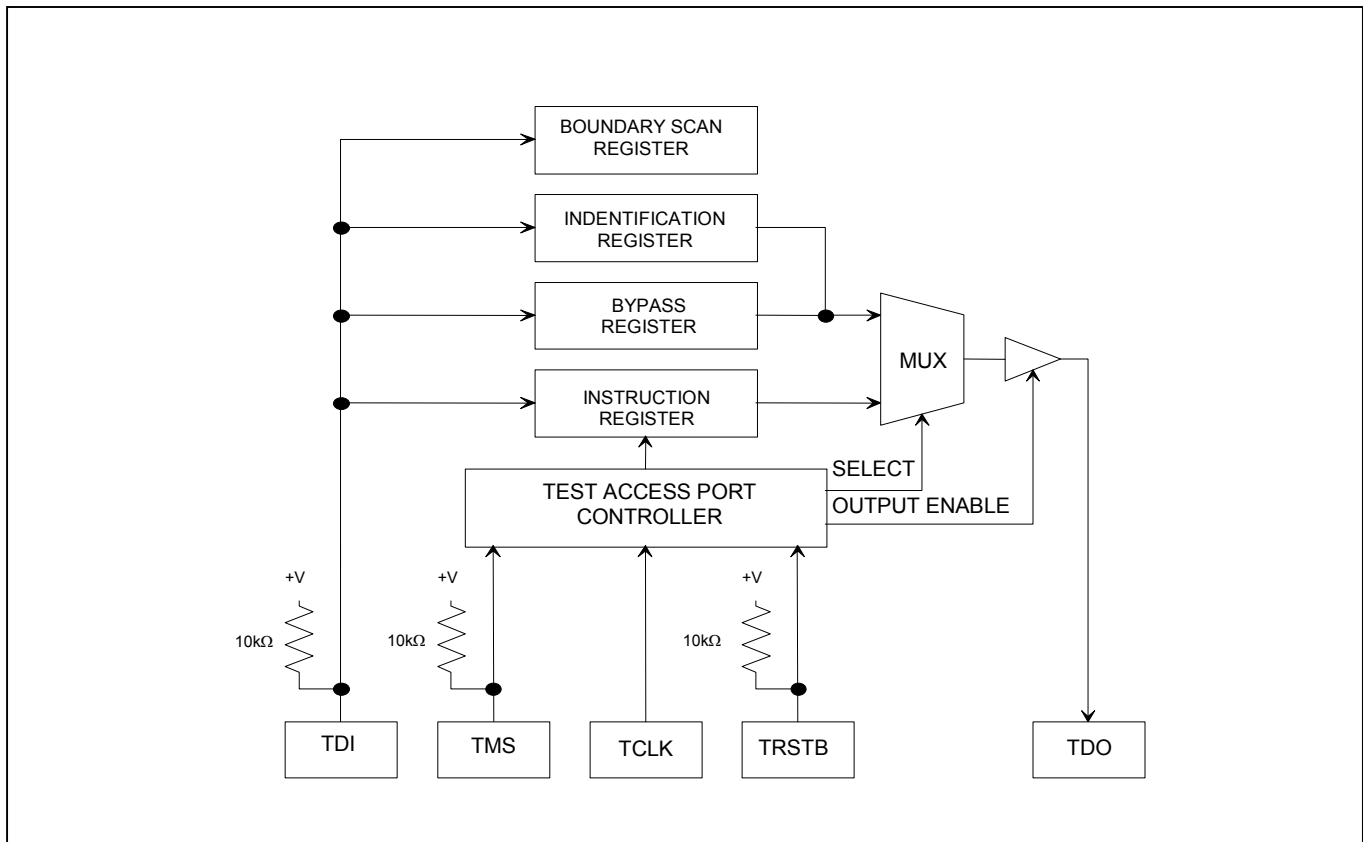 BOUNDARY SCAN
REGISTER
INDENTIFICATION
REGISTER
BYPASS
REGISTER
MUX
INSTRUCTION
REGISTER
SELECT
TEST ACCESS PORT
CONTROLLER
OUTPUT ENABLE
+V
+V
+V
10kΩ
10kΩ
10kΩ
TDI
TMS
TCLK
TRSTB
TDO